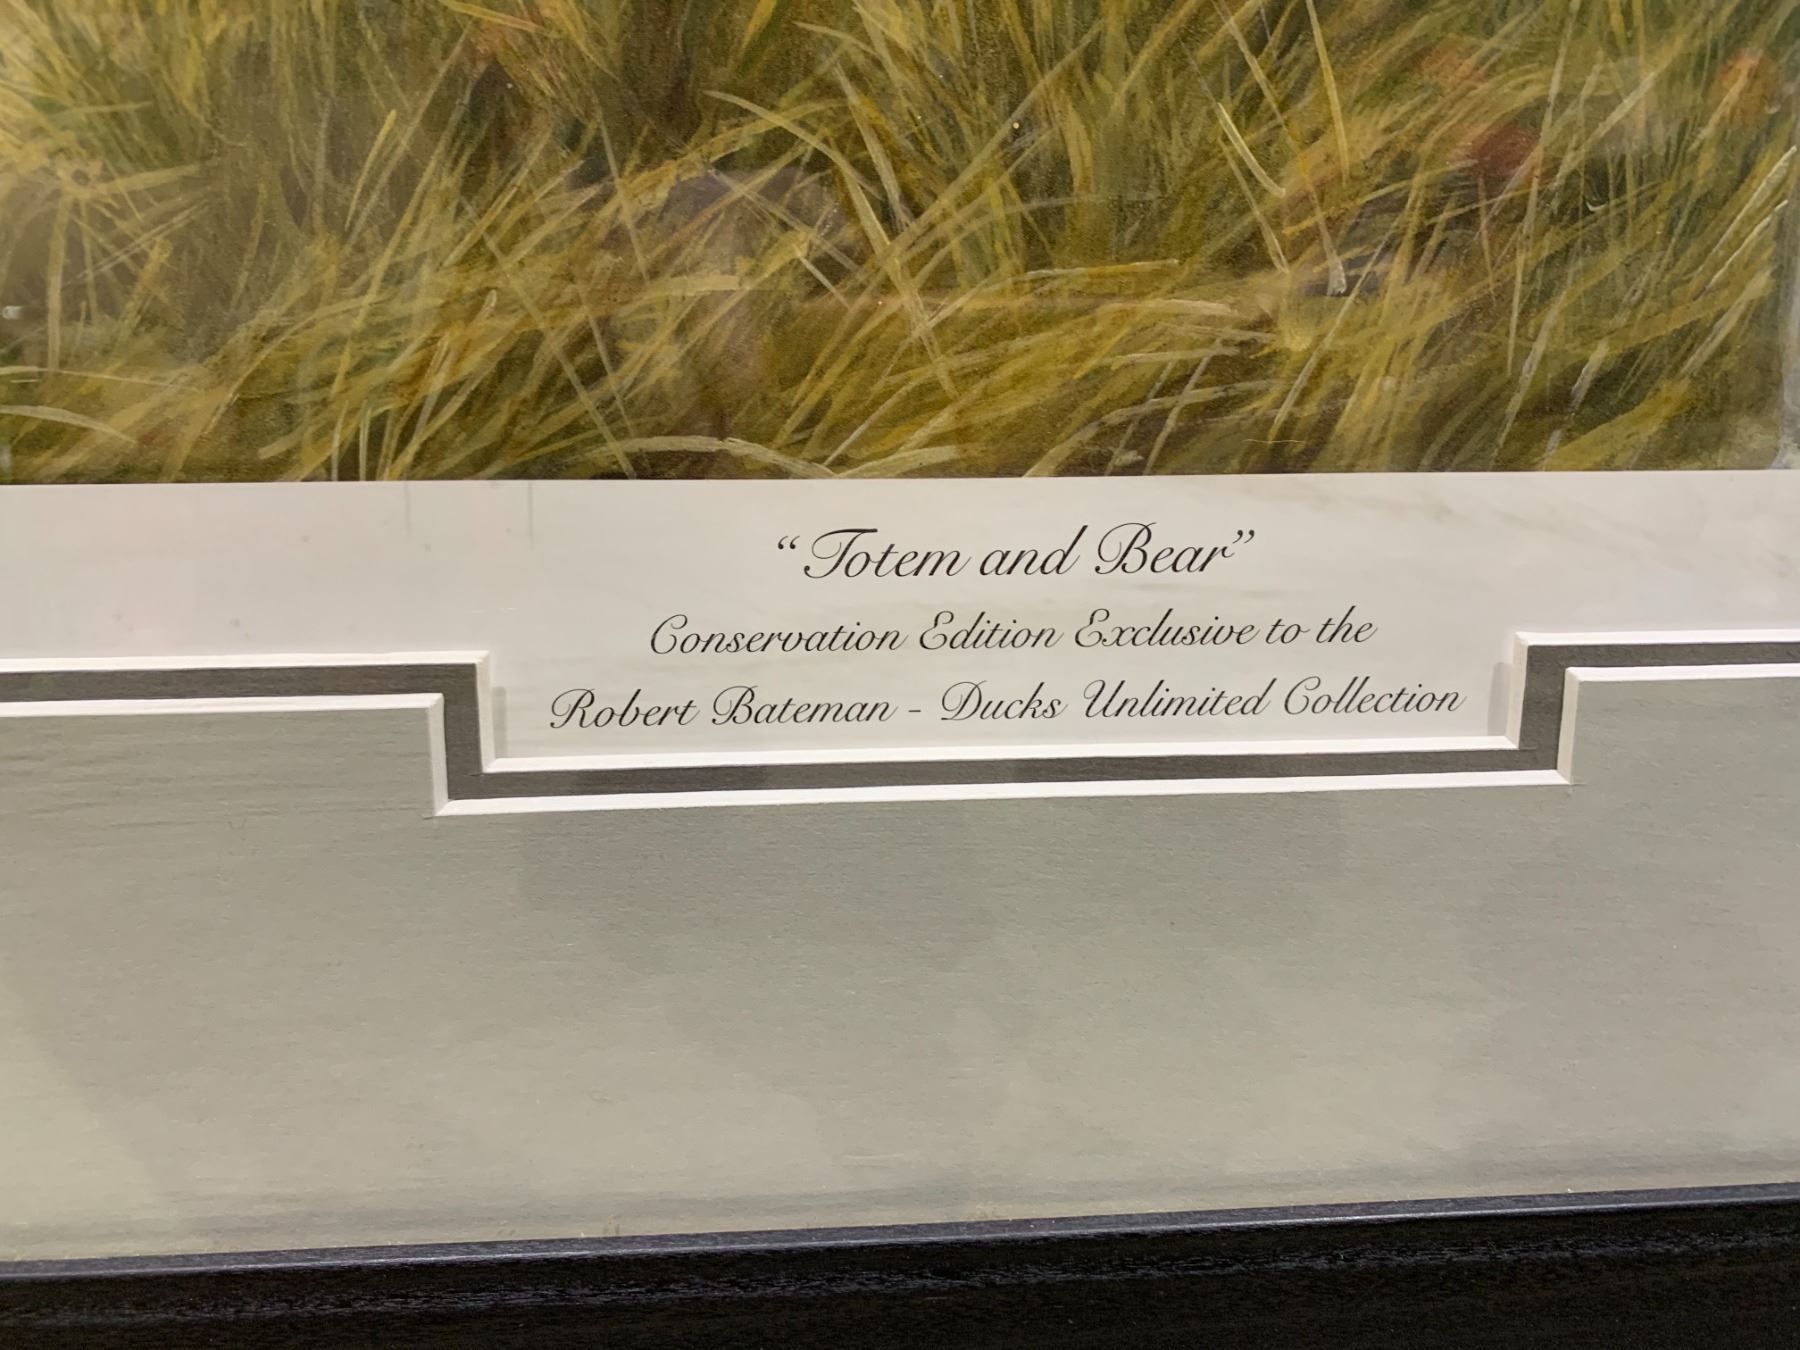 “Totem and Bear”
Conservation Edition Exclusive to the
Robert Bateman - Ducks Unlimited Collection